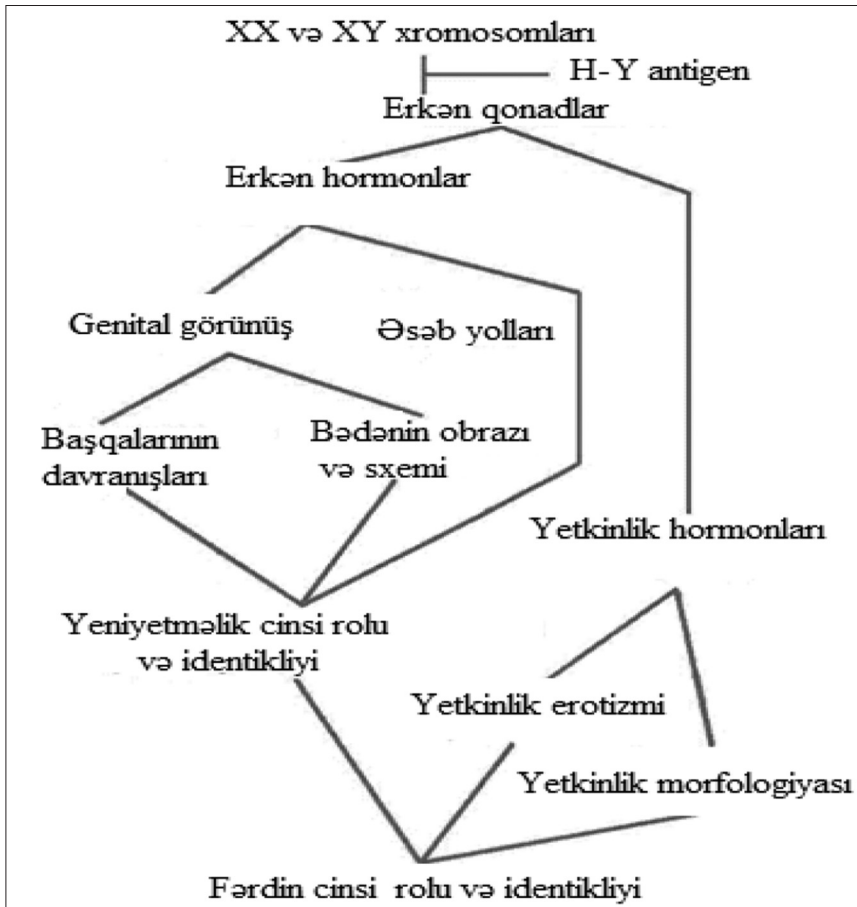 XX və XY xromosomları
H-Y antigen
Erkən qonadlar
Erkən hormonlar
Genital görünüş
Əsəb yolları
Başqalarının
davranışları
Bədənin obrazı
və sxemi
Yetkinlik hormonları
Yeniyetməlik cinsi rolu
və identikliyi
Yetkinlik erotizmi
Yetkinlik morfologiyası
Fərdin cinsi rolu və identikliyi